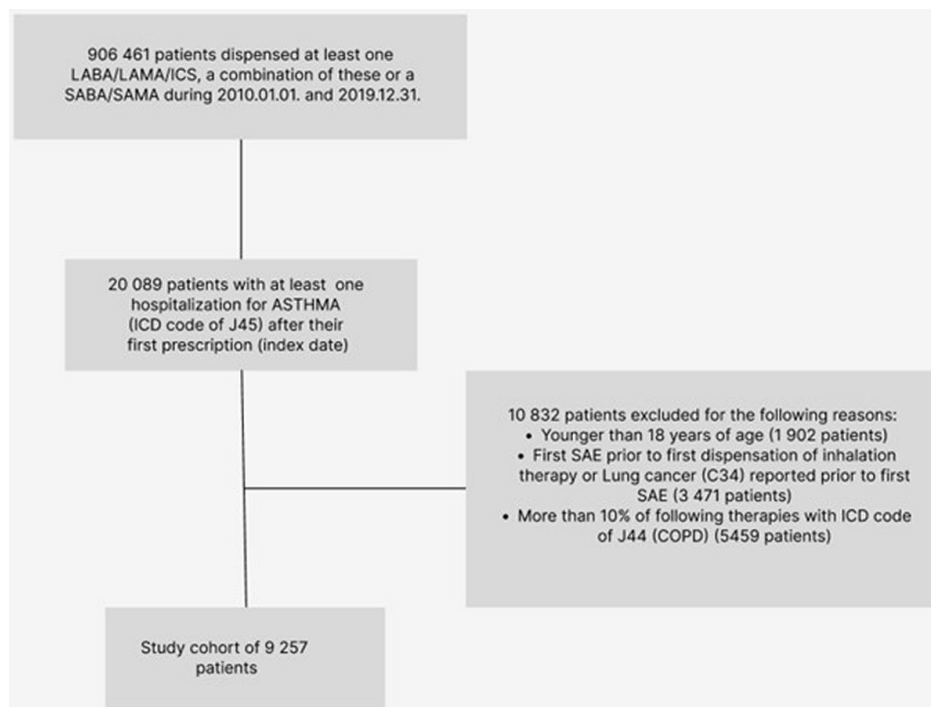 906 461 patients dispensed at least one
LABA/LAMA/ICS, a combination of these or a
SABA/SAMA during 2010.01.01. and 2019.12.31.
20 089 patients with at least one
hospitalization for ASTHMA
(ICD code of J45) after their
first prescription (index date)
10 832 patients excluded for the following reasons:
• Younger than 18 years of age (1 902 patients)
• First SAE prior to first dispensation of inhalation
therapy or Lung cancer (C34) reported prior to first
SAE (3 471 patients)
• More than 10% of following therapies with ICD code
of J44 (COPD) (5459 patients)
Study cohort of 9 257
patients